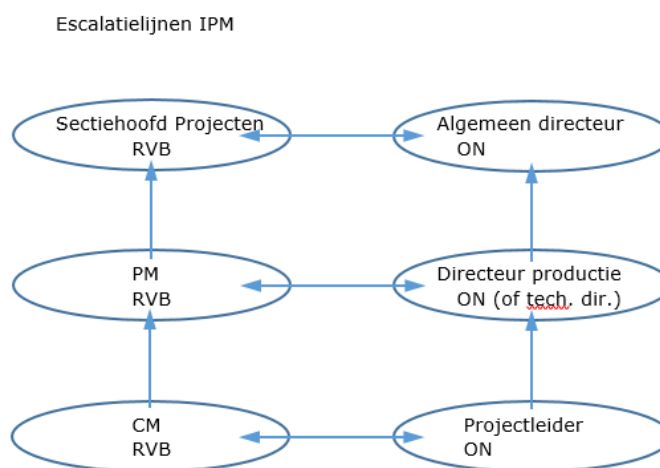 Escalatielijnen IPM
Sectiehoofd Projecten
RVB
Algemeen directeur
ON
PM
RVB
Directeur productie
ON (of tech. dir.)
CM
RVB
Projectleider
ON